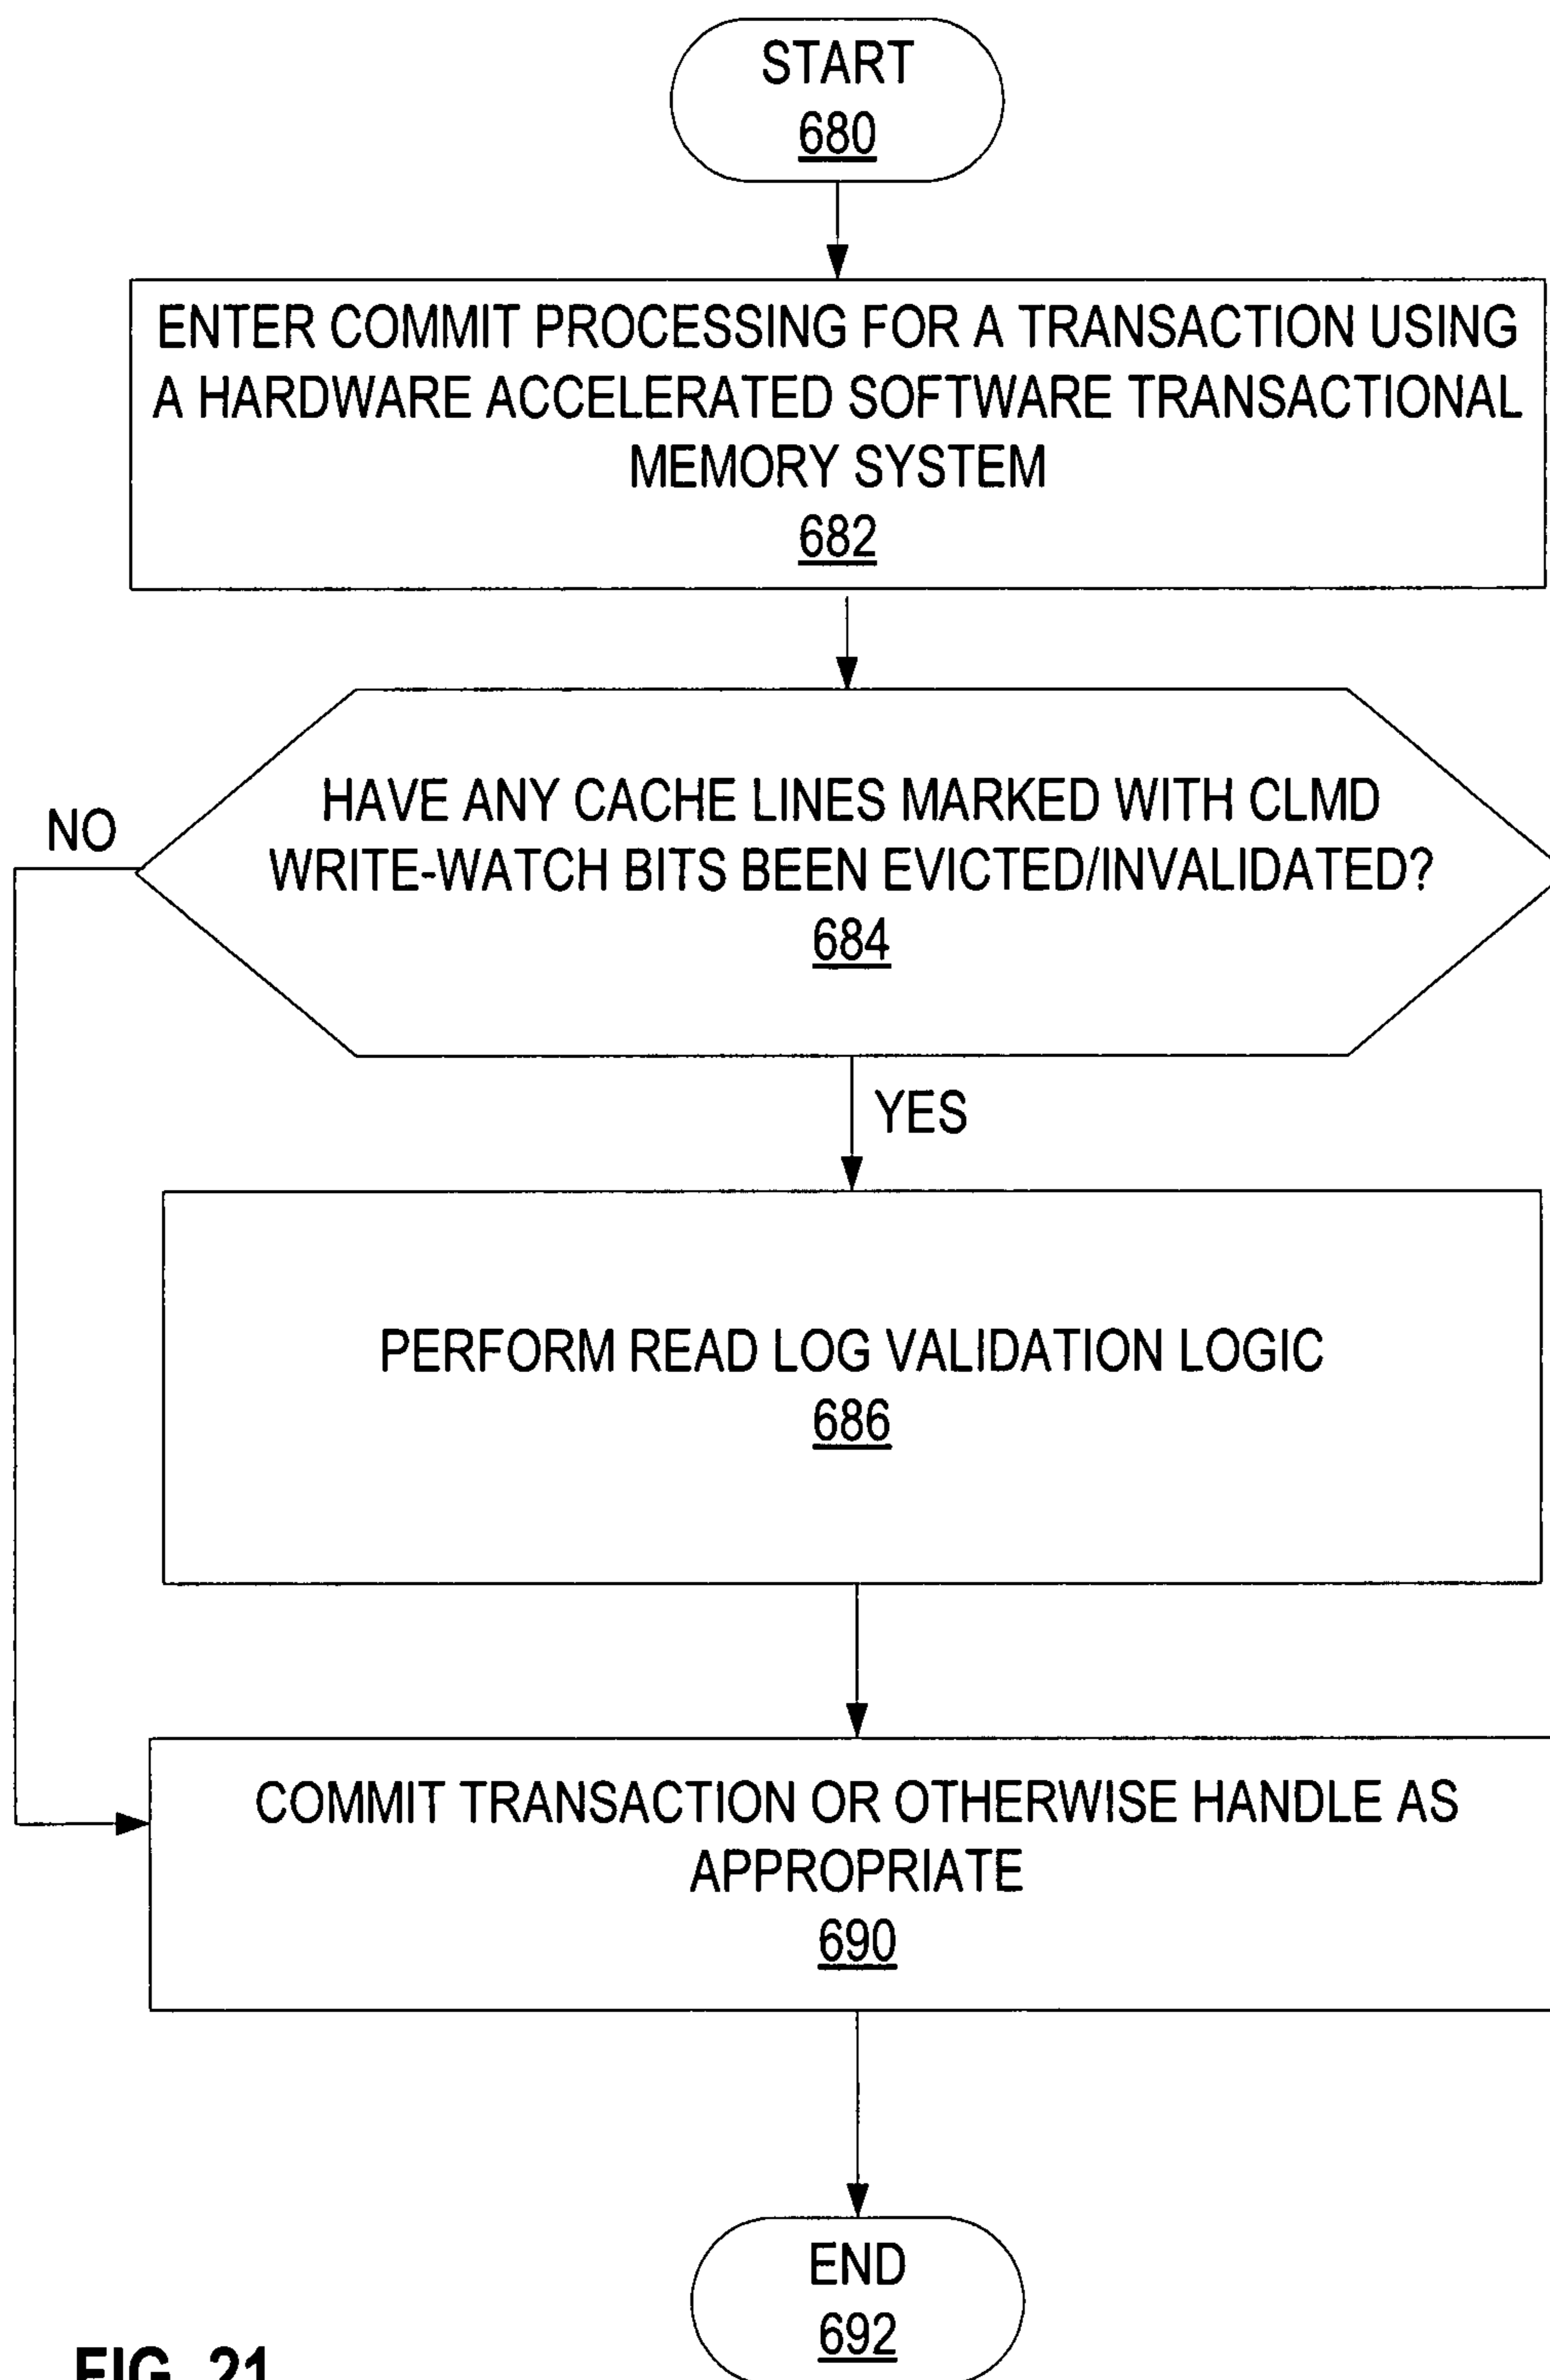 START
680
ENTER COMMIT PROCESSING FOR A TRANSACTION USING
A HARDWARE ACCELERATED SOFTWARE TRANSACTIONAL
MEMORY SYSTEM
682
HAVE ANY CACHE LINES MARKED WITH CLMD
WRITE-WATCH BITS BEEN EVICTED/INVALIDATED?
684
NO
YES
PERFORM READ LOG VALIDATION LOGIC
686
COMMIT TRANSACTION OR OTHERWISE HANDLE AS
APPROPRIATE
690
END
692
FIG. 21